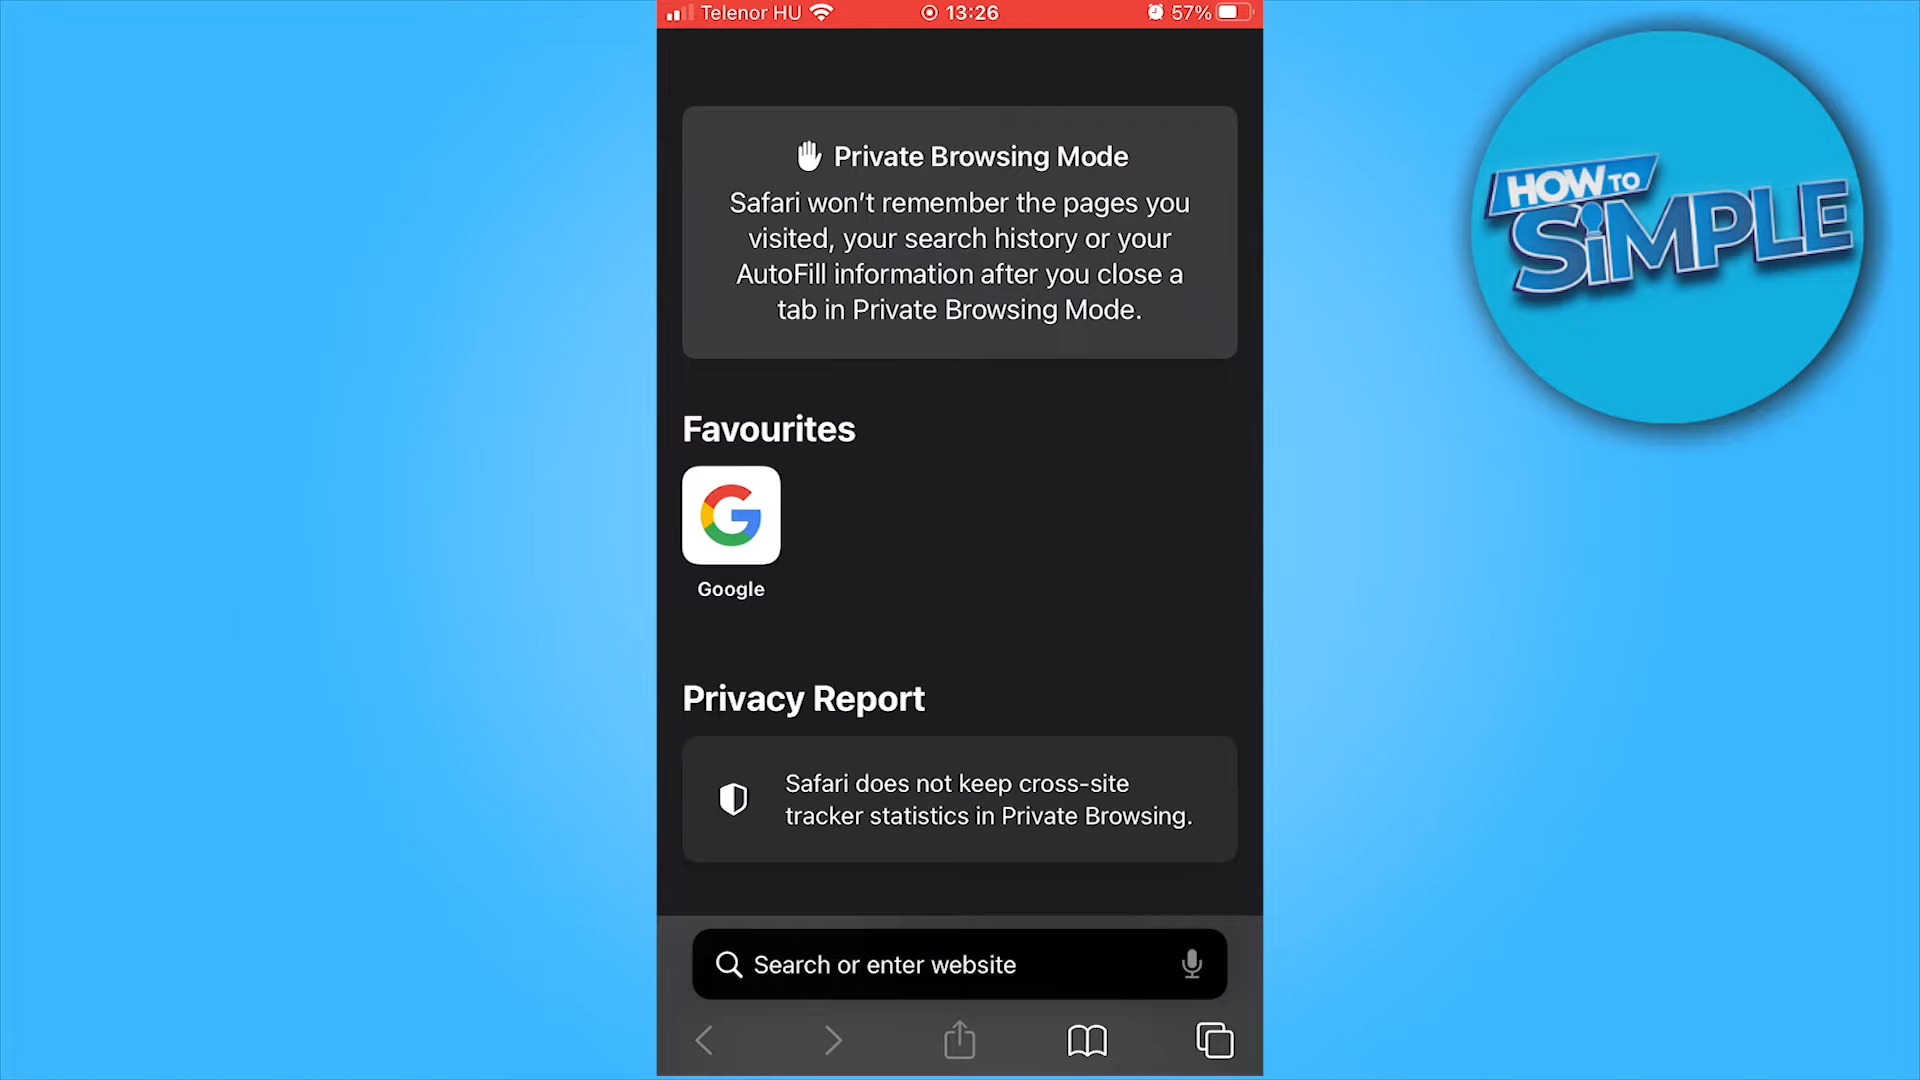 Telenor HU
13:26
57%
Private Browsing Mode
Safari won't remember the pages you
visited, your search history or your
AutoFill information after you close a
tab in Private Browsing Mode.
Favourites
Google
Privacy Report
Safari does not keep cross-site
tracker statistics in Private Browsing.
Search or enter website
HOW TO
SiMPLE